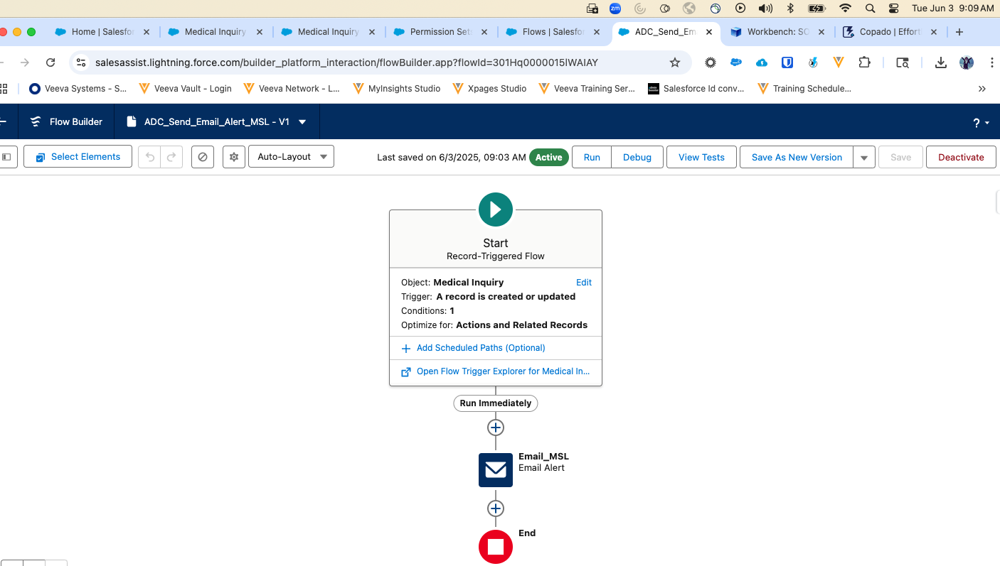 zm
Tue Jun 3 9:09 AM
Home | Salesfor
Medical Inquiry
Medical Inquiry
Permission Sets
Flows | Salesfor
ADC_Send_Em
Workbench: SO
Copado | Effort
salesassist.lightning.force.com/builder_platform_interaction/flowBuilder.app?flowId=301Hq0000015IWAIAY
Veeva Systems - S...
Veeva Vault - Login
Veeva Network - L...
MyInsights Studio
Xpages Studio
Veeva Training Ser...
Salesforce Id conv...
Training Schedule...
Flow Builder
ADC_Send_Email_Alert_MSL - V1
?
Select Elements
Auto-Layout
Last saved on 6/3/2025, 09:03 AM
Active
Run
Debug
View Tests
Save As New Version
Save
Deactivate
Start
Record-Triggered Flow
Object: Medical Inquiry
Edit
Trigger: A record is created or updated
Conditions: 1
Optimize for: Actions and Related Records
Add Scheduled Paths (Optional)
Open Flow Trigger Explorer for Medical In...
Run Immediately
Email_MSL
Email Alert
End